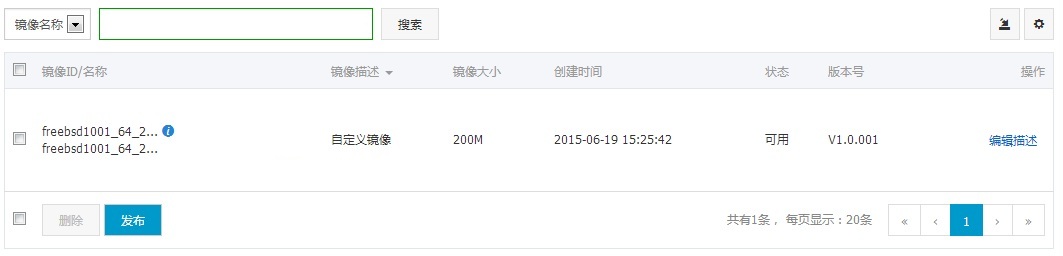 镜像名称 搜索
镜像ID/名称 镜像描述 镜像大小 创建时间 状态 版本号 操作
freebsd1001_64_2...
freebsd1001_64_2...
自定义镜像 200M 2015-06-19 15:25:42 可用 V1.0.001 编辑描述
删除 发布 共有1条， 每页显示：20条 « ‹ 1 › »